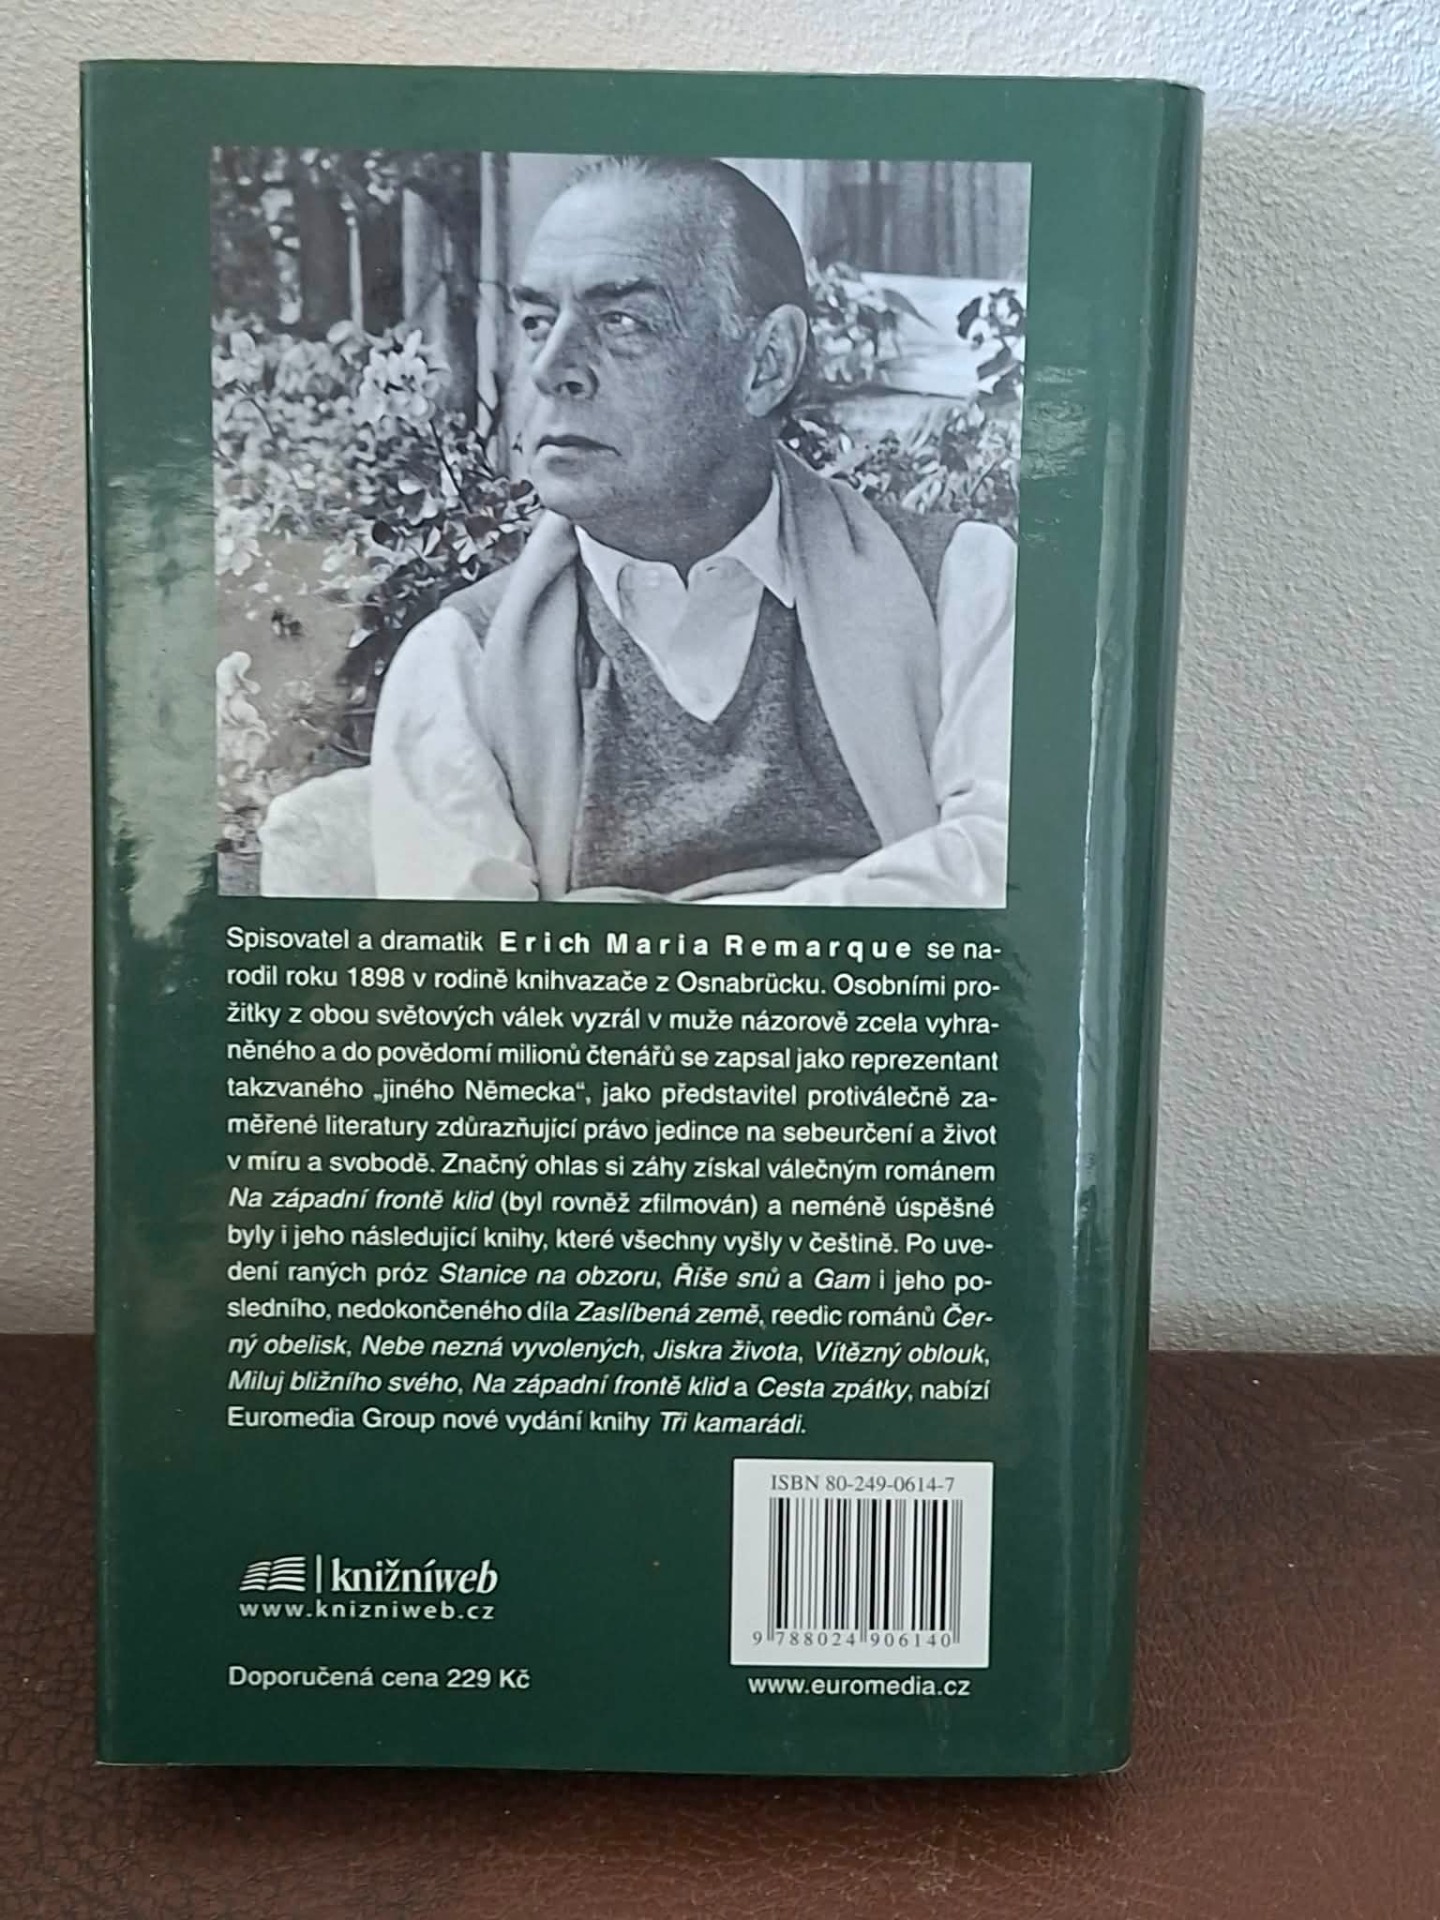 Spisovatel a dramatik Erich Maria Remarque se na-
rodil roku 1898 v rodině knihvazače z Osnabrücku. Osobními pro-
žitky z obou světových válek vyzrál v muže názorově zcela vyhra-
něného a do povědomí milionů čtenářů se zapsal jako reprezentant
takzvaného „jiného Německa“, jako představitel protiválečně za-
měřené literatury zdůrazňující právo jedince na sebeurčení a život
v míru a svobodě. Značný ohlas si záhy získal válečným románem
Na západní frontě klid (byl rovněž zfilmován) a neméně úspěšné
byly i jeho následující knihy, které všechny vyšly v češtině. Po uve-
dení raných próz Stanice na obzoru, Říše snů a Gam i jeho po-
sledního, nedokončeného díla Zaslíbená země, reedic románů Čer-
ný obelisk, Nebe nezná vyvolených, Jiskra života, Vítězný oblouk,
Miluj bližního svého, Na západní frontě klid a Cesta zpátky, nabízí
Euromedia Group nové vydání knihy Tři kamarádi.
ISBN 80-249-0614-7
9 788024 906140
knižníweb
www.knizniweb.cz
Doporučená cena 229 Kč
www.euromedia.cz